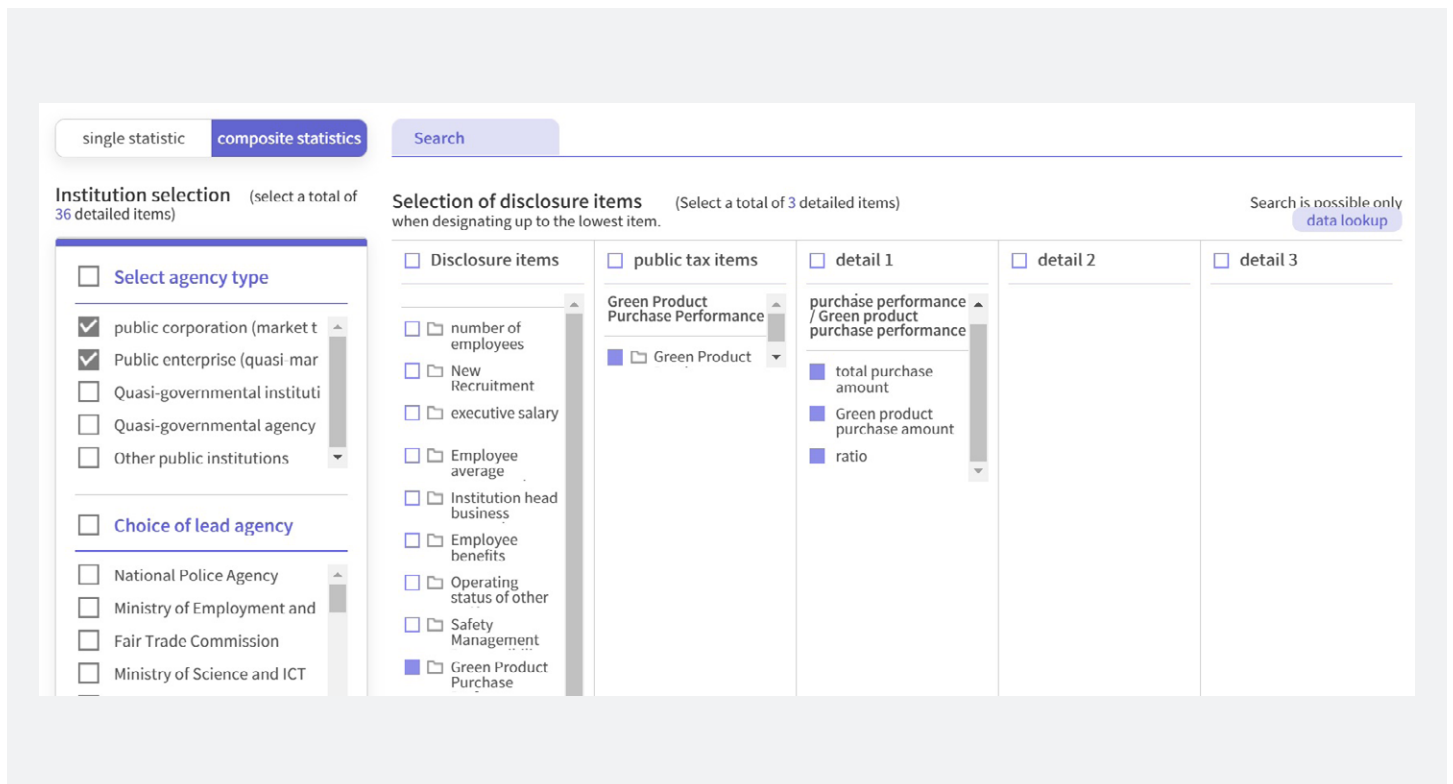 single statistic
composite statistics
Search
Institution selection (select a total of
36 detailed items)
Selection of disclosure items (Select a total of 3 detailed items)
when designating up to the lowest item.
Search is possible only
data lookup
Select agency type
public corporation (market t
Public enterprise (quasi-mar
Quasi-governmental instituti
Quasi-governmental agency
Other public institutions
Choice of lead agency
National Police Agency
Ministry of Employment and
Fair Trade Commission
Ministry of Science and ICT
Disclosure items
number of
employees
New
Recruitment
executive salary
Employee
average
Institution head
business
Employee
benefits
Operating
status of other
Safety
Management
Green Product
Purchase
public tax items
Green Product
Purchase Performance
Green Product
detail 1
purchase performance
/ Green product
purchase performance
total purchase
amount
Green product
purchase amount
ratio
detail 2
detail 3